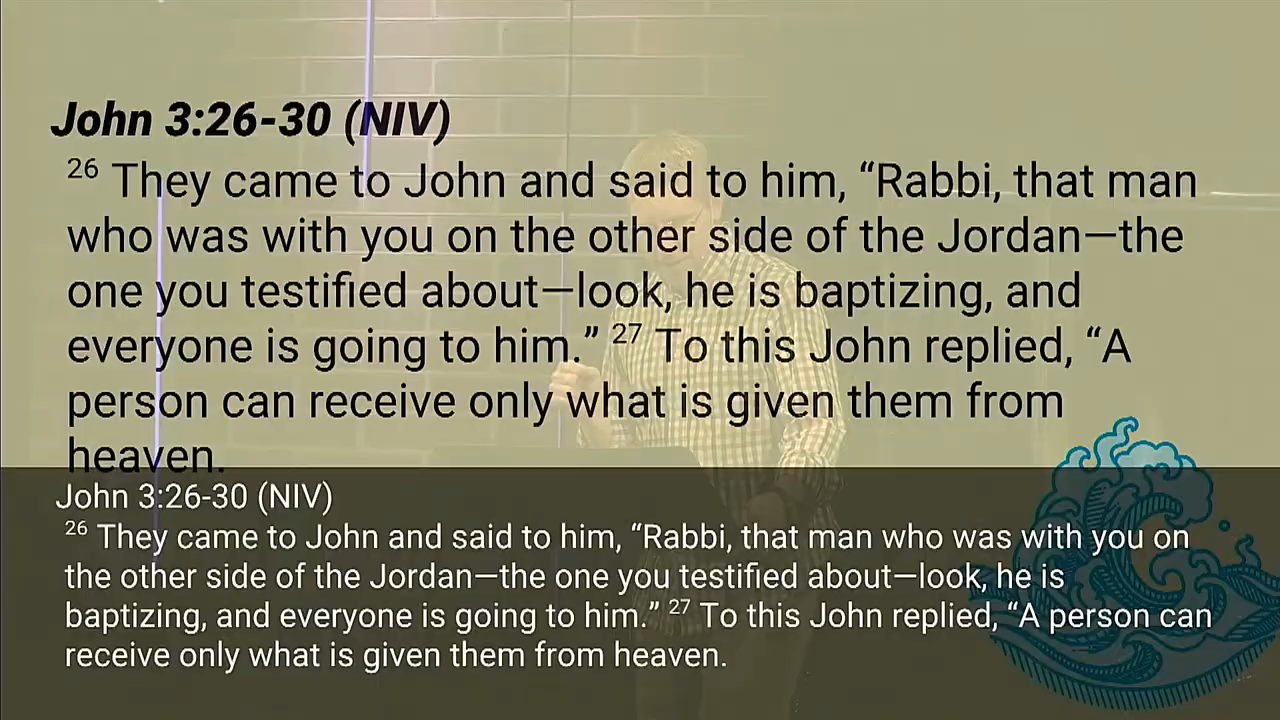 John 3:26-30 (NIV)
26 They came to John and said to him, “Rabbi, that man
who was with you on the other side of the Jordan—the
one you testified about—look, he is baptizing, and
everyone is going to him.” 27 To this John replied, “A
person can receive only what is given them from
heaven.
John 3:26-30 (NIV)
26 They came to John and said to him, “Rabbi, that man who was with you on
the other side of the Jordan—the one you testified about—look, he is
baptizing, and everyone is going to him.” 27 To this John replied, “A person can
receive only what is given them from heaven.